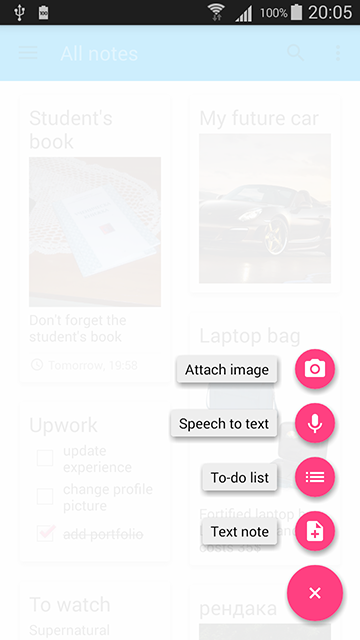 100%
20:05
All notes
Student's
book
Don't forget the
student's book
Tomorrow, 19:58
My future car
Laptop bag
Attach image
Speech to text
To-do list
Text note
Fortified laptop
costs 35$
Upwork
update
experience
change profile
picture
add portfolio
To watch
Supernatural
рендака